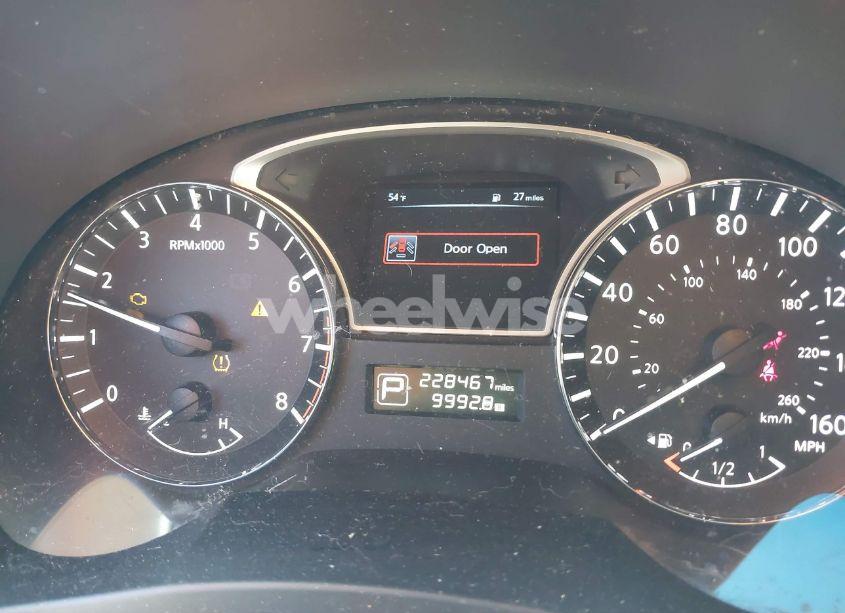 54°F 27 miles
Door Open
wheelwise
RPMx1000
0 1 2 3 4 5 6 7 8
H
P 228467 miles
9992.8
0 20 40 60 80 100 160
20 60 100 140 180 220 260
km/h
MPH
0 1/2 1